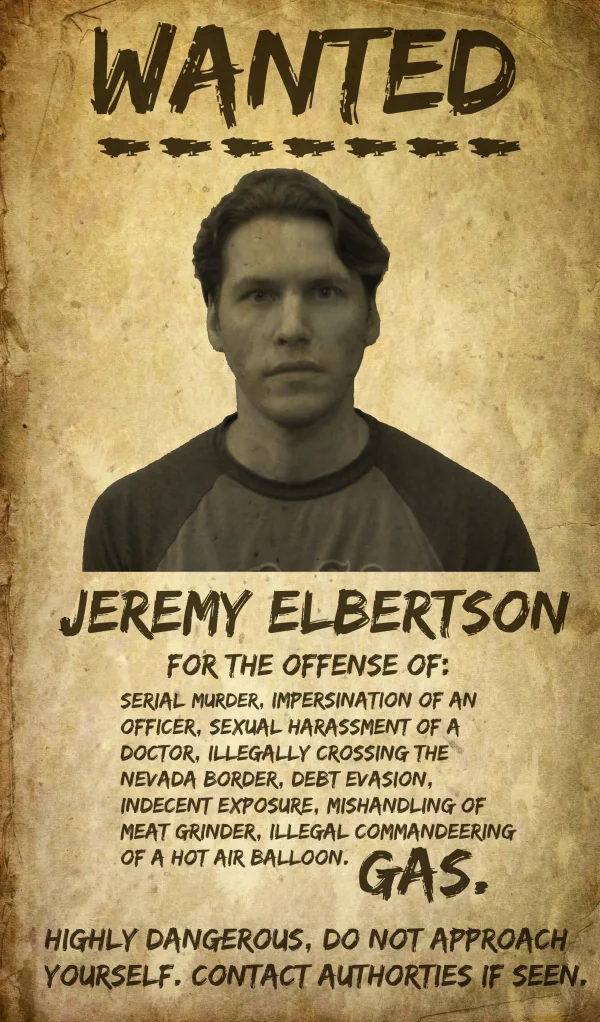 WANTED
JEREMY ELBERTSON
FOR THE OFFENSE OF:
SERIAL MURDER, IMPERSINATION OF AN
OFFICER, SEXUAL HARASSMENT OF A
DOCTOR, ILLEGALLY CROSSING THE
NEVADA BORDER, DEBT EVASION,
INDECENT EXPOSURE, MISHANDLING OF
MEAT GRINDER, ILLEGAL COMMANDEERING
OF A HOT AIR BALLOON. GAS.
HIGHLY DANGEROUS, DO NOT APPROACH
YOURSELF. CONTACT AUTHORTIES IF SEEN.